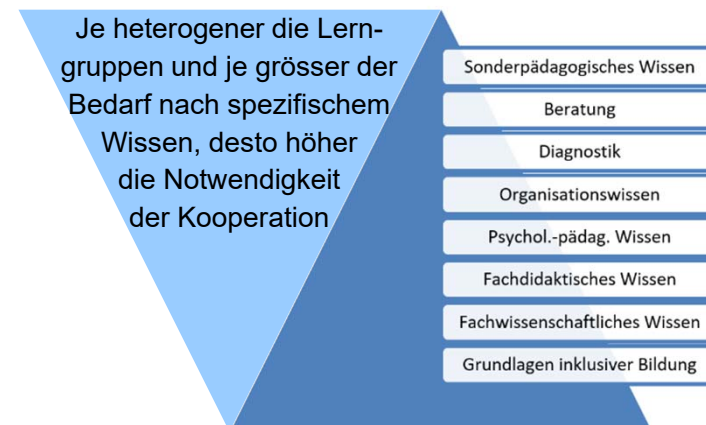 Je heterogener die Lern-
gruppen und je grösser der
Bedarf nach spezifischem
Wissen, desto höher
die Notwendigkeit
der Kooperation
Sonderpädagogisches Wissen
Beratung
Diagnostik
Organisationswissen
Psychol.-pädag. Wissen
Fachdidaktisches Wissen
Fachwissenschaftliches Wissen
Grundlagen inklusiver Bildung